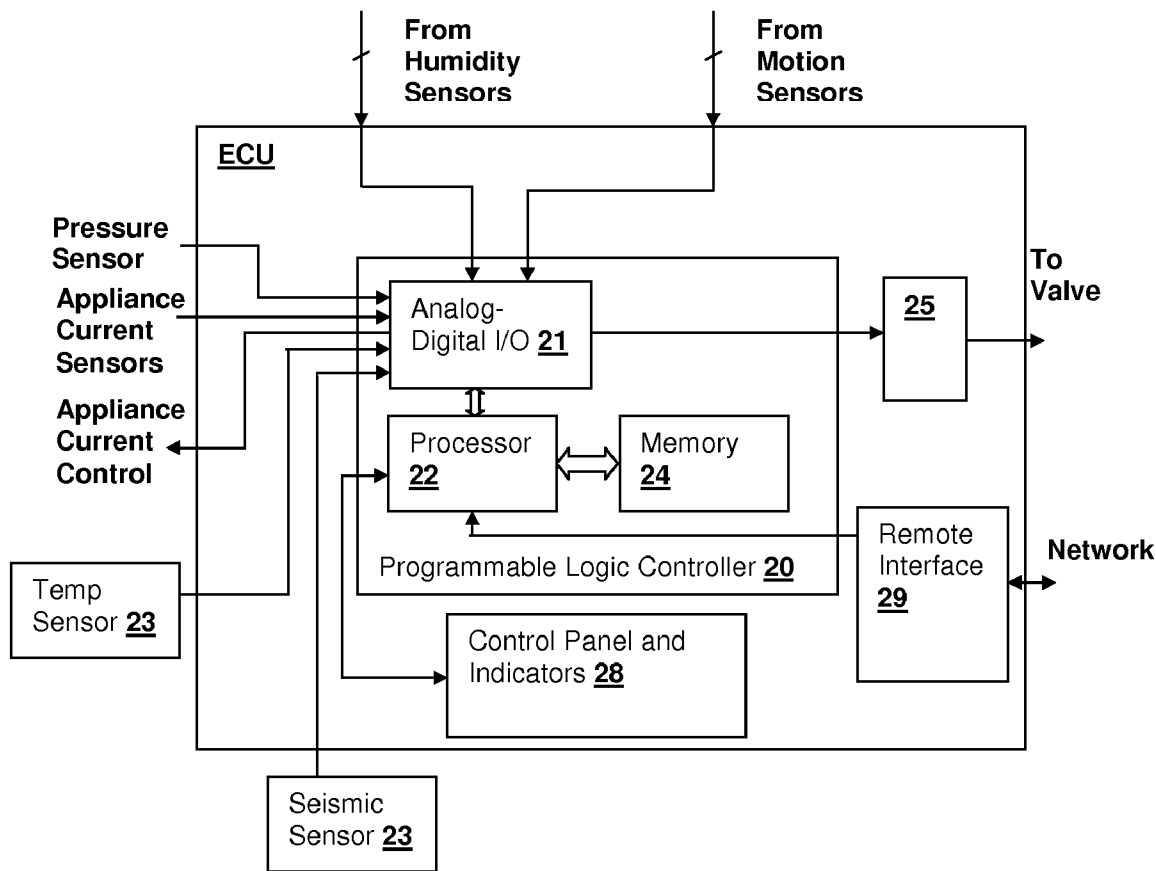 From
Humidity
Sensors
From
Motion
Sensors
ECU
Pressure
Sensor
Appliance
Current
Sensors
Appliance
Current
Control
Analog-
Digital I/O 21
25
To
Valve
Processor
22
Memory
24
Programmable Logic Controller 20
Remote
Interface
29
Network
Temp
Sensor 23
Control Panel and
Indicators 28
Seismic
Sensor 23